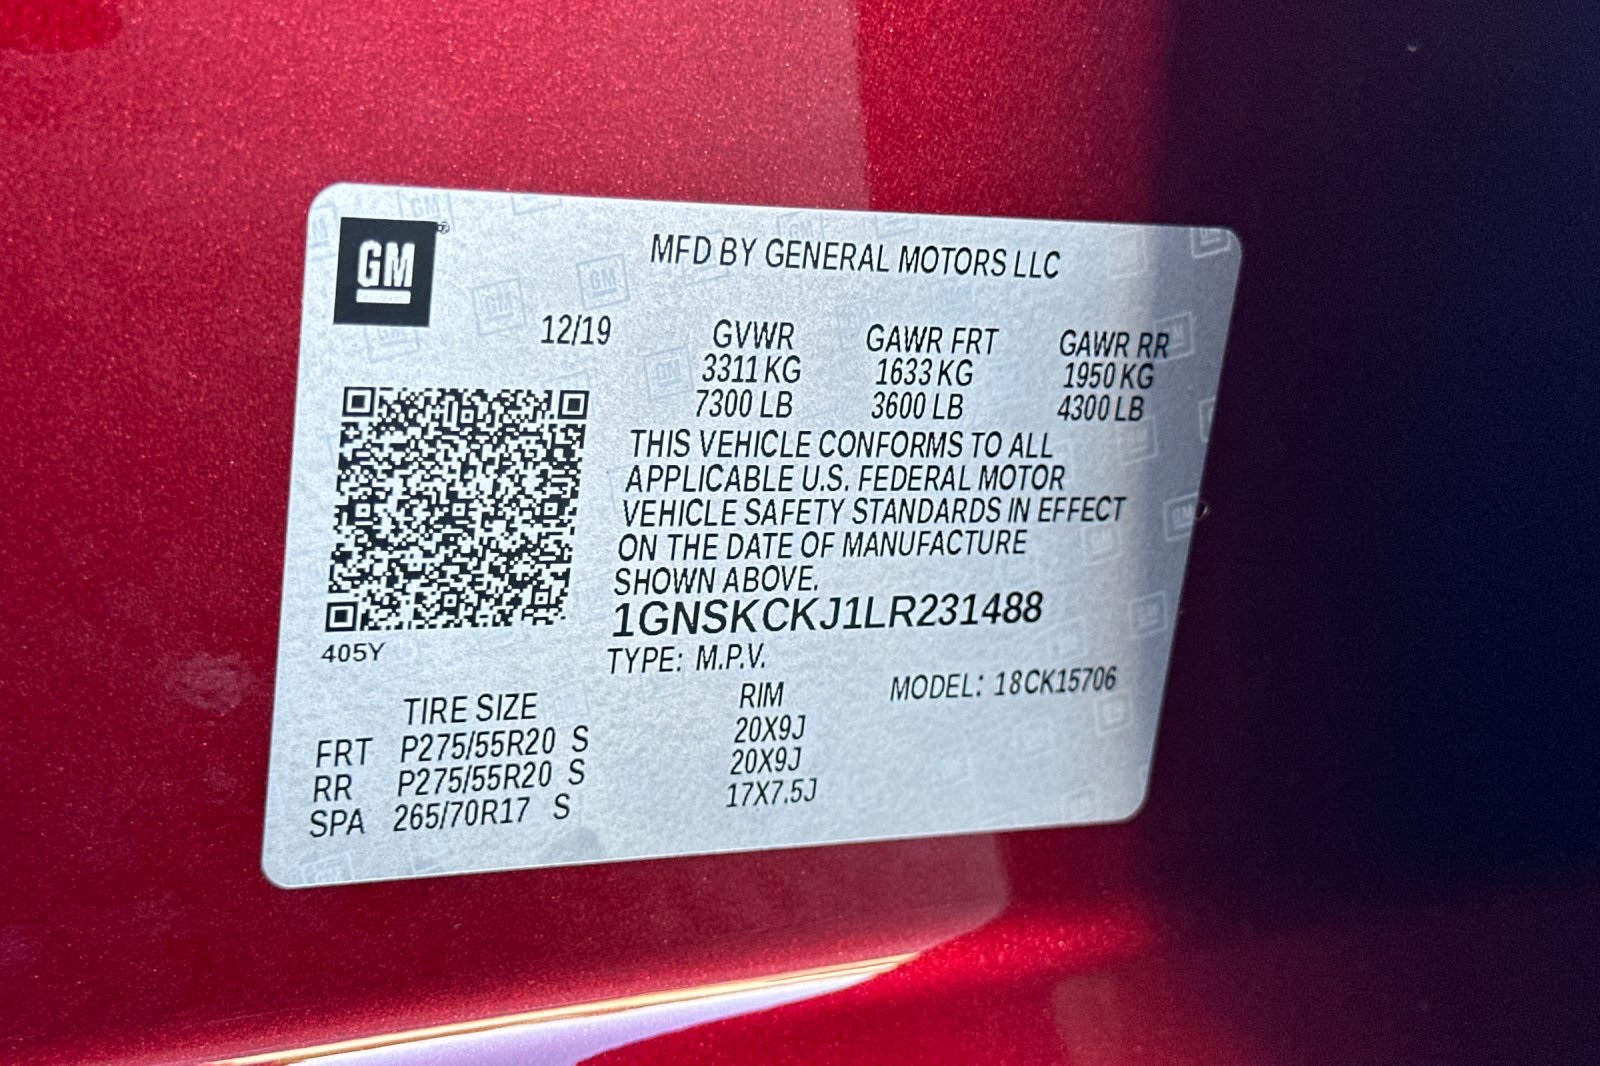 GM
MFD BY GENERAL MOTORS LLC
12/19 GVWR GAWR FRT GAWR RR
3311 KG 1633 KG 1950 KG
7300 LB 3600 LB 4300 LB
THIS VEHICLE CONFORMS TO ALL
APPLICABLE U.S. FEDERAL MOTOR
VEHICLE SAFETY STANDARDS IN EFFECT
ON THE DATE OF MANUFACTURE
SHOWN ABOVE.
1GNSKCKJ1LR231488
405Y
TYPE: M.P.V.
MODEL: 18CK15706
TIRE SIZE RIM
FRT P275/55R20 S 20X9J
RR P275/55R20 S 20X9J
SPA 265/70R17 S 17X7.5J